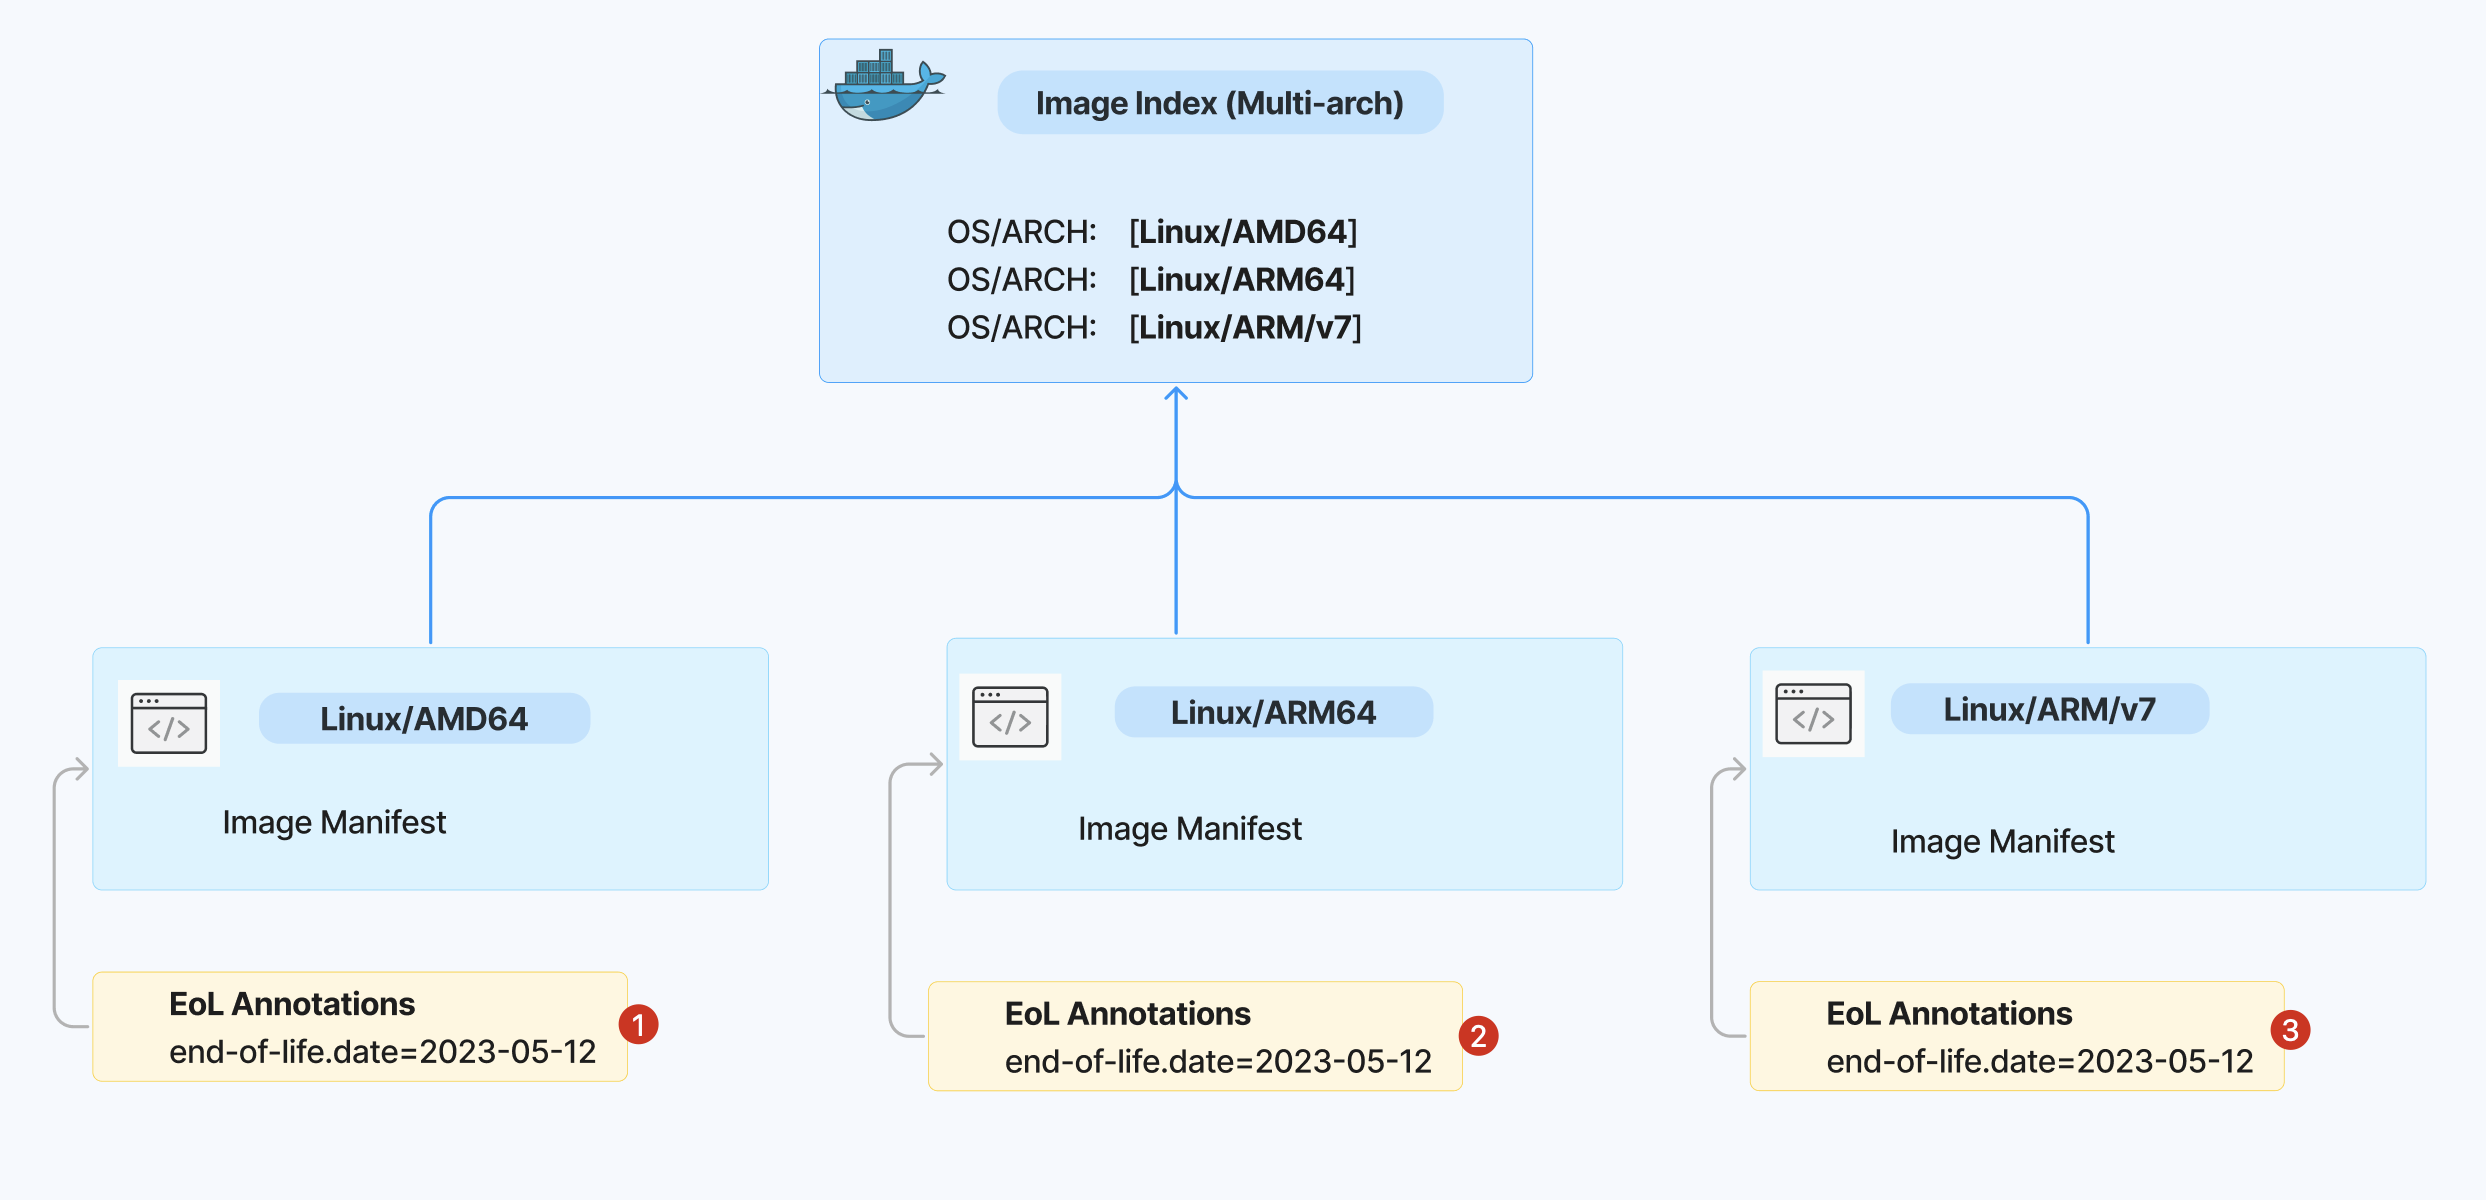 Image Index (Multi-arch)
OS/ARCH: [Linux/AMD64]
OS/ARCH: [Linux/ARM64]
OS/ARCH: [Linux/ARM/v7]
Linux/AMD64
Image Manifest
Linux/ARM64
Image Manifest
Linux/ARM/v7
Image Manifest
EoL Annotations
end-of-life.date=2023-05-12
1
EoL Annotations
end-of-life.date=2023-05-12
2
EoL Annotations
end-of-life.date=2023-05-12
3